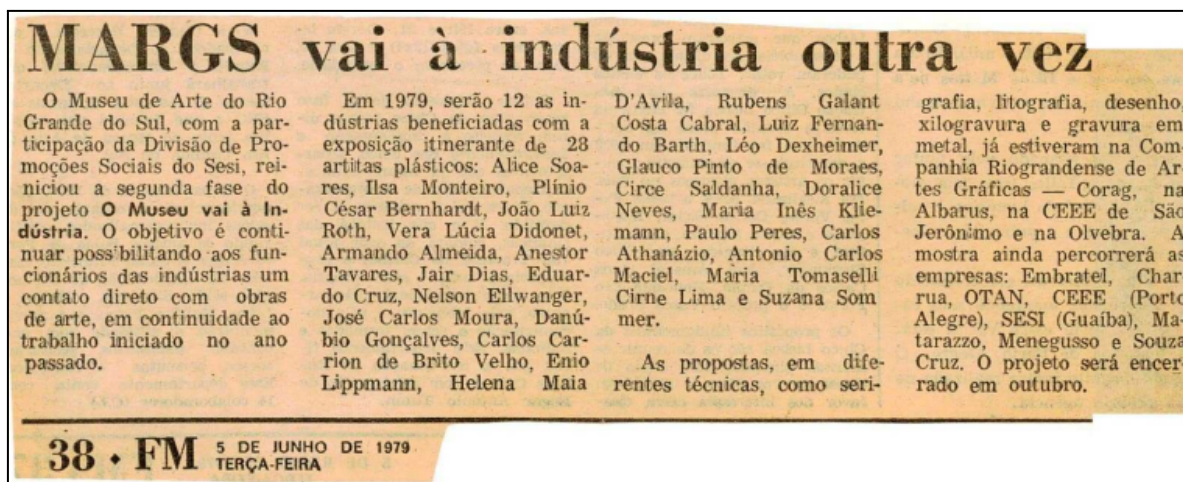 MARGS vai à indústria outra vez
O Museu de Arte do Rio
Grande do Sul, com a par-
ticipação da Divisão de Pro-
moções Sociais do Sesi, rei-
niciou a segunda fase do
projeto O Museu vai à In-
dústria. O objetivo é conti-
nuar possibilitando aos fun-
cionários das indústrias um
contato direto com obras
de arte, em continuidade ao
trabalho iniciado no ano
passado.
Em 1979, serão 12 as in-
dústrias beneficiadas com a
exposição itinerante de 28
artitas plásticos: Alice Soa-
res, Ilsa Monteiro, Plínio
César Bernhardt, João Luiz
Roth, Vera Lúcia Didonet,
Armando Almeida, Anestor
Tavares, Jair Dias, Eduar-
do Cruz, Nelson Ellwanger,
José Carlos Moura, Danú-
bio Gonçalves, Carlos Car-
rion de Brito Velho, Enio
Lippmann, Helena Maia
D'Avila, Rubens Galant
Costa Cabral, Luiz Fernan-
do Barth, Léo Dexheimer,
Glauco Pinto de Moraes,
Circe Saldanha, Doralice
Neves, Maria Inês Klie-
mann, Paulo Peres, Carlos
Athanázio, Antonio Carlos
Maciel, Maria Tomaselli
Cirne Lima e Suzana Som
mer.
As propostas, em dife-
rentes técnicas, como seri-
grafia, litografia, desenho,
xilogravura e gravura em
metal, já estiveram na Com-
panhia Riograndense de Ar-
tes Gráficas — Corag, na
Albarus, na CEEE de São
Jerônimo e na Olvebra. A
mostra ainda percorrerá as
empresas: Embratel, Char-
rua, OTAN, CEEE (Porto
Alegre), SESI (Guaíba), Ma-
tarazzo, Menegusso e Souza
Cruz. O projeto será encer-
rado em outubro.
38 • FM 5 DE JUNHO DE 1979
TERÇA-FEIRA